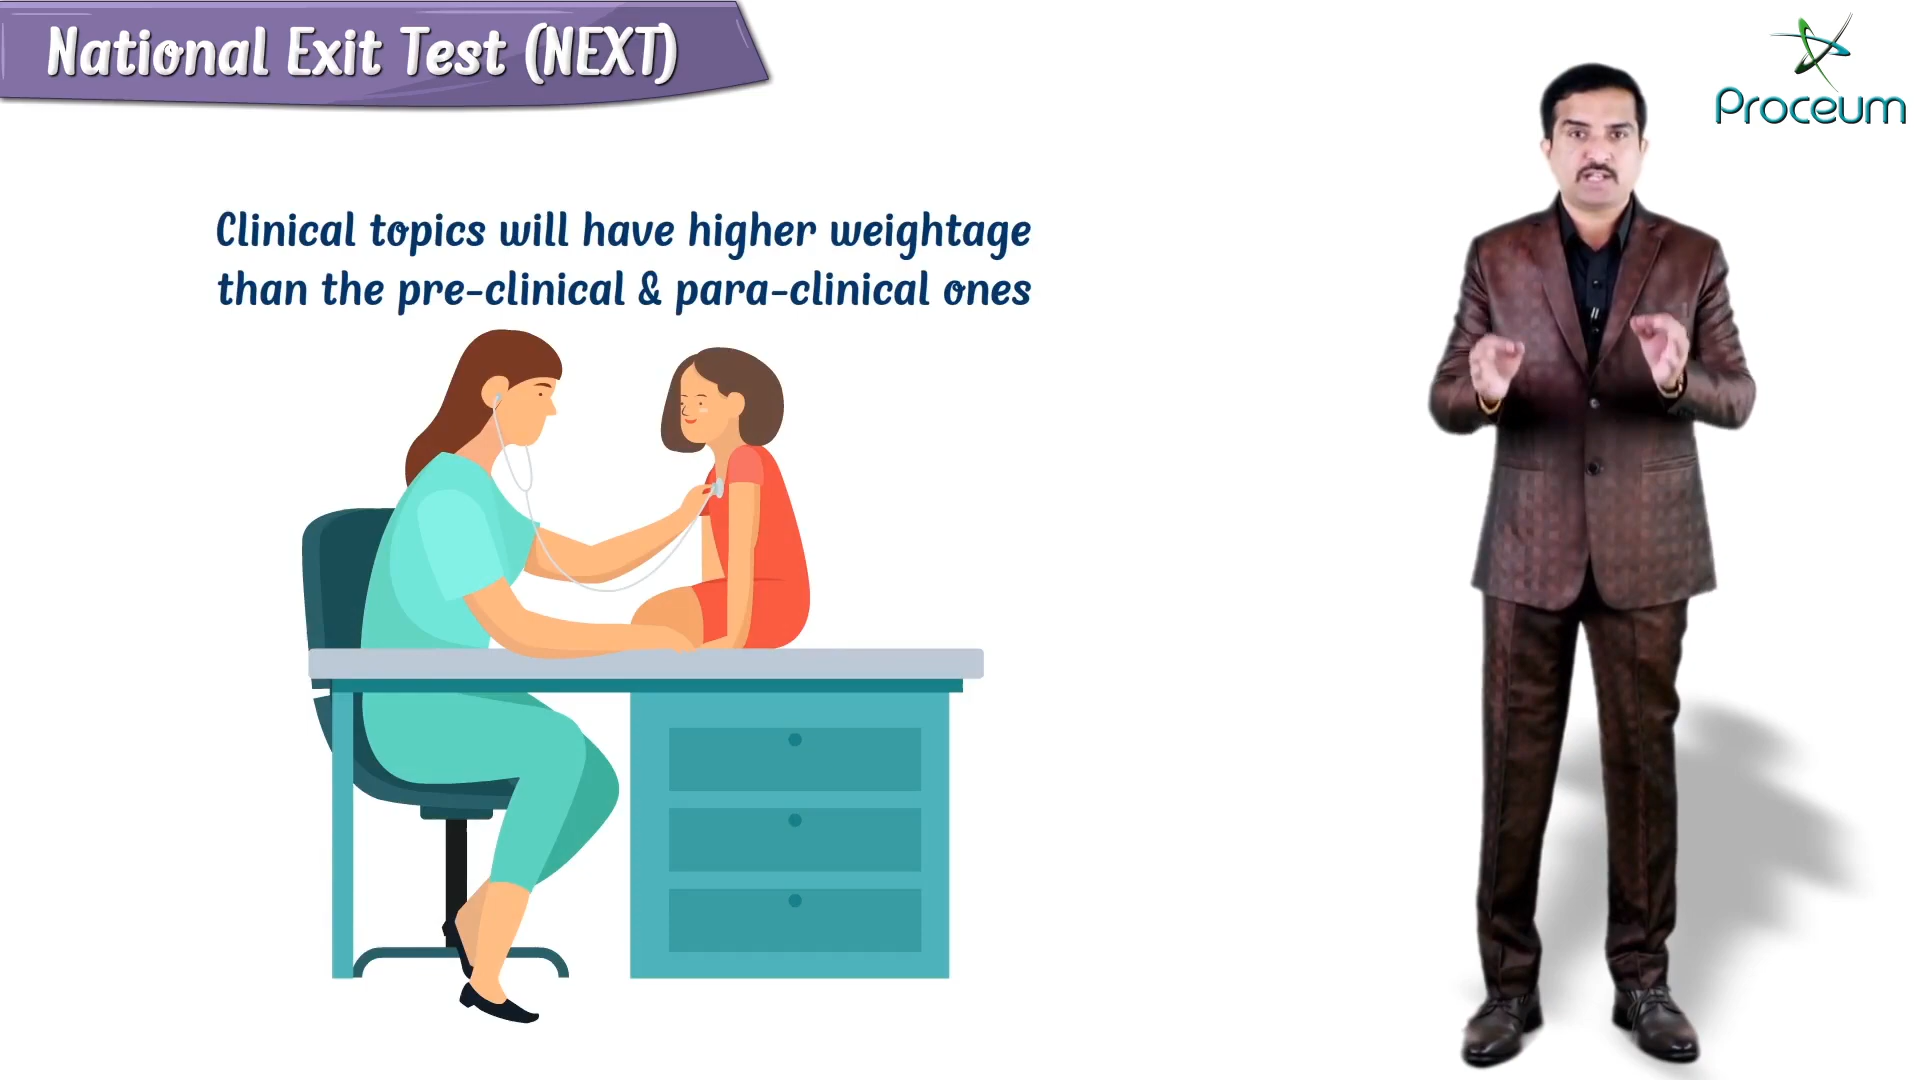 National Exit Test (NEXT)
Proceum
Clinical topics will have higher weightage
than the pre-clinical & para-clinical ones